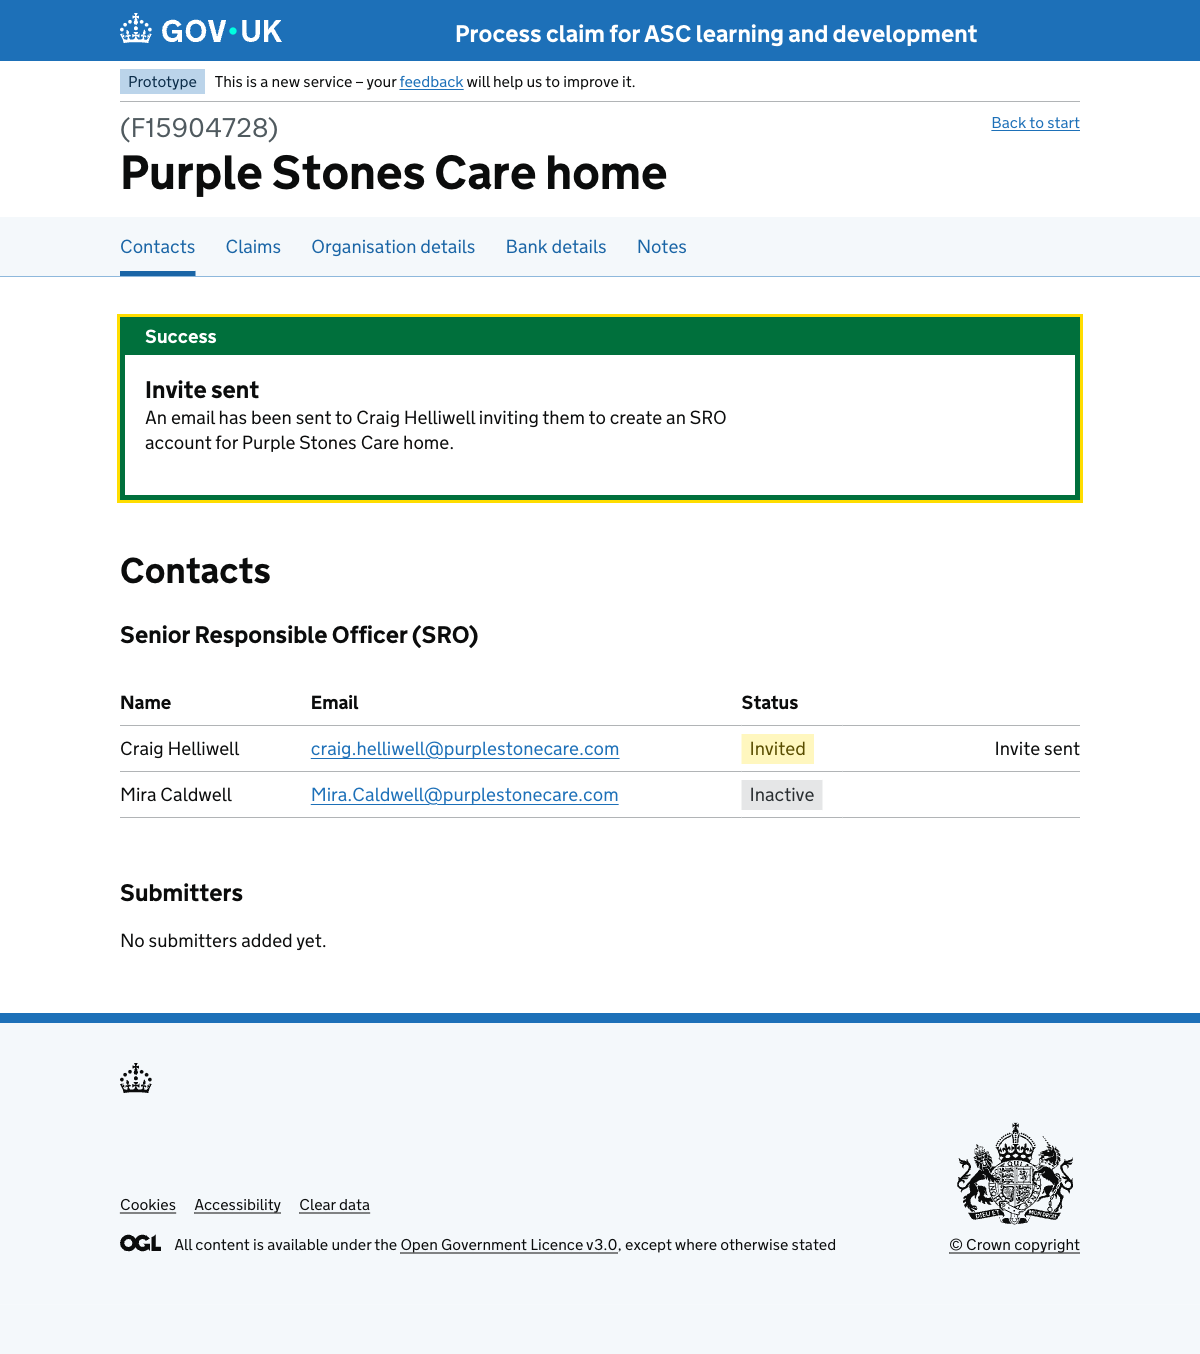 GOV·UK
Process claim for ASC learning and development
Prototype This is a new service – your feedback will help us to improve it.
(F15904728)
Back to start
Purple Stones Care home
Contacts Claims Organisation details Bank details Notes
Success
Invite sent
An email has been sent to Craig Helliwell inviting them to create an SRO
account for Purple Stones Care home.
Contacts
Senior Responsible Officer (SRO)
Name Email Status
Craig Helliwell craig.helliwell@purplestonecare.com Invited Invite sent
Mira Caldwell Mira.Caldwell@purplestonecare.com Inactive
Submitters
No submitters added yet.
Cookies Accessibility Clear data
OGL All content is available under the Open Government Licence v3.0, except where otherwise stated
© Crown copyright